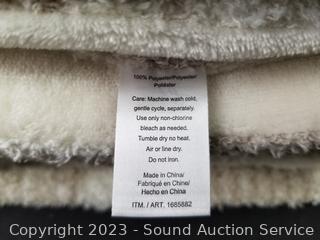 100% Polyester/Polyester/
Poliéster
Care: Machine wash cold,
gentle cycle, separately.
Use only non-chlorine
bleach as needed.
Tumble dry no heat.
Air or line dry.
Do not iron.
Made in China/
Fabriqué en Chine/
Hecho en China
ITM. / ART. 1665882
Copyright 2023 - Sound Auction Service